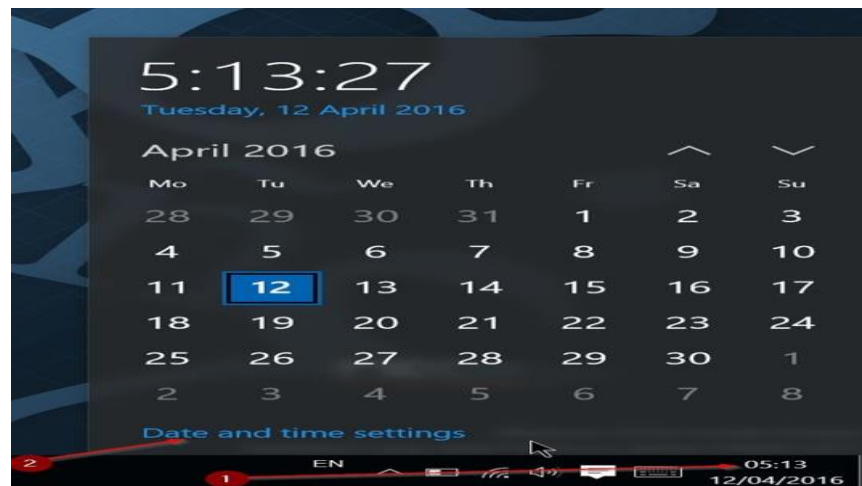 5:13:27
Tuesday, 12 April 2016
April 2016
Mo Tu We Th Fr Sa Su
28 29 30 31 1 2 3
4 5 6 7 8 9 10
11 12 13 14 15 16 17
18 19 20 21 22 23 24
25 26 27 28 29 30 1
2 3 4 5 6 7 8
Date and time settings
2
1
EN
05:13
12/04/2016